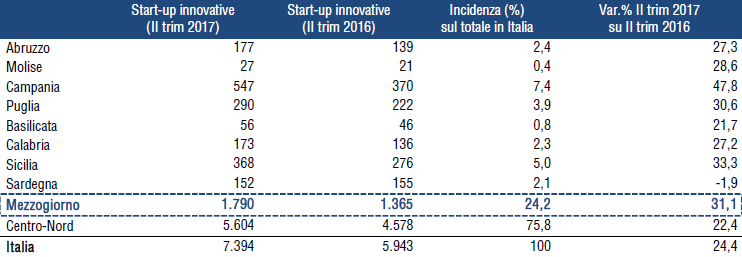 Start-up innovative (II trim 2017) Start-up innovative (II trim 2016) Incidenza (%) sul totale in Italia Var.% II trim 2017 su II trim 2016
Abruzzo 177 139 2,4 27,3
Molise 27 21 0,4 28,6
Campania 547 370 7,4 47,8
Puglia 290 222 3,9 30,6
Basilicata 56 46 0,8 21,7
Calabria 173 136 2,3 27,2
Sicilia 368 276 5,0 33,3
Sardegna 152 155 2,1 -1,9
Mezzogiorno 1.790 1.365 24,2 31,1
Centro-Nord 5.604 4.578 75,8 22,4
Italia 7.394 5.943 100 24,4